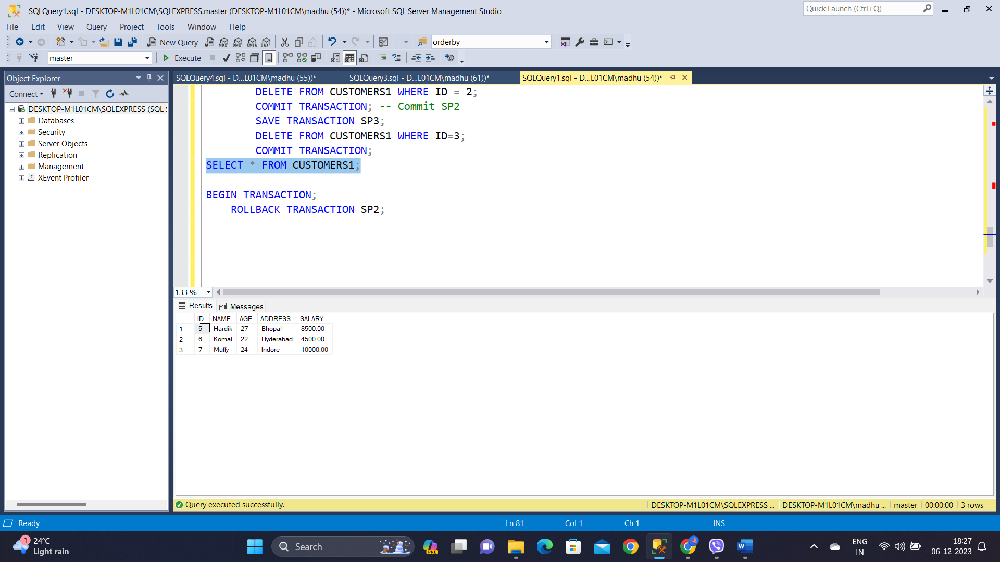 SQLQuery1.sql - DESKTOP-M1L01CM\SQLEXPRESS.master (DESKTOP-M1L01CM\madhu (54))* - Microsoft SQL Server Management Studio
Quick Launch (Ctrl+Q)
File Edit View Query Project Tools Window Help
New Query MDX DMX XMLA DAX orderby
master Execute
Object Explorer
Connect
DESKTOP-M1L01CM\SQLEXPRESS (SQL S
Databases
Security
Server Objects
Replication
Management
XEvent Profiler
SQLQuery4.sql - D...L01CM\madhu (55))* SQLQuery3.sql - D...L01CM\madhu (61))* SQLQuery1.sql - D...L01CM\madhu (54))*
DELETE FROM CUSTOMERS1 WHERE ID = 2;
COMMIT TRANSACTION; -- Commit SP2
SAVE TRANSACTION SP3;
DELETE FROM CUSTOMERS1 WHERE ID=3;
COMMIT TRANSACTION;
SELECT * FROM CUSTOMERS1;
BEGIN TRANSACTION;
ROLLBACK TRANSACTION SP2;
133 %
Results Messages
ID NAME AGE ADDRESS SALARY
1 5 Hardik 27 Bhopal 8500.00
2 6 Komal 22 Hyderabad 4500.00
3 7 Muffy 24 Indore 10000.00
Query executed successfully. DESKTOP-M1L01CM\SQLEXPRESS ... DESKTOP-M1L01CM\madhu ... master 00:00:00 3 rows
Ready Ln 81 Col 1 Ch 1 INS
1 24°C
Light rain
Search
PRE
ENG
IN
18:27
06-12-2023